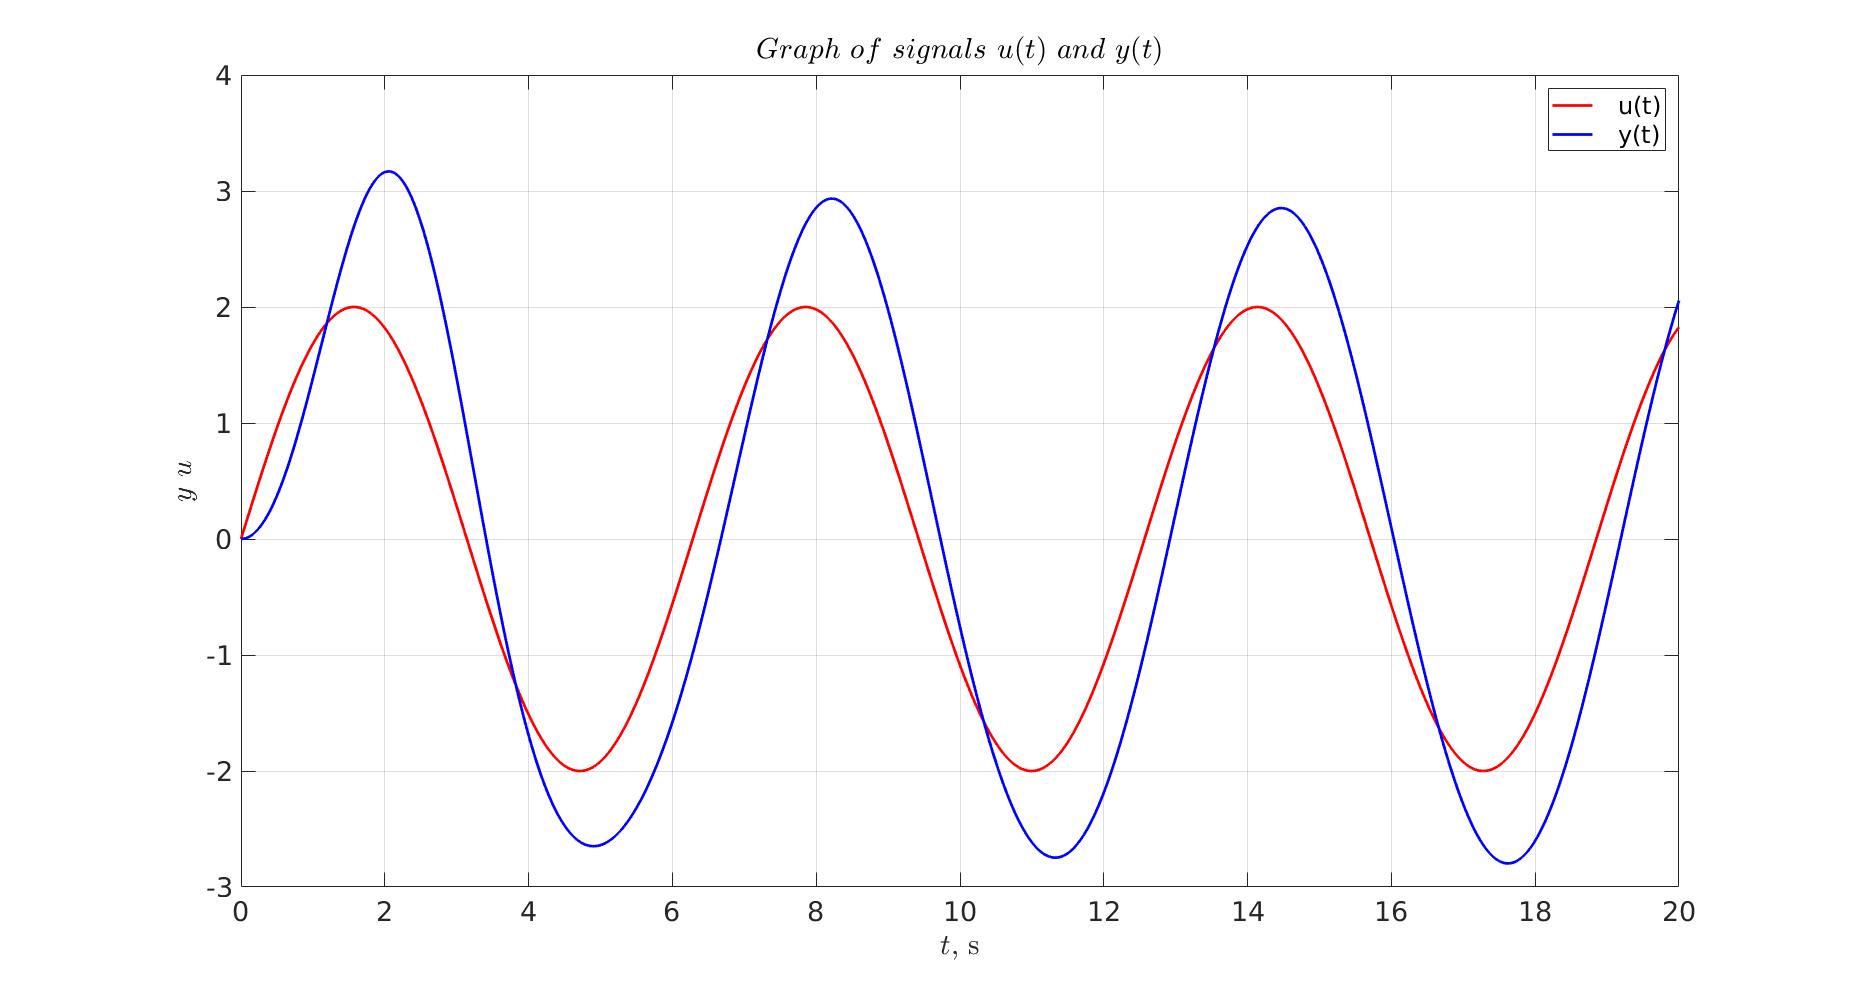 Graph of signals u(t) and y(t)
u(t)
y(t)
4
3
2
1
0
-1
-2
-3
y u
0 2 4 6 8 10 12 14 16 18 20
t, s